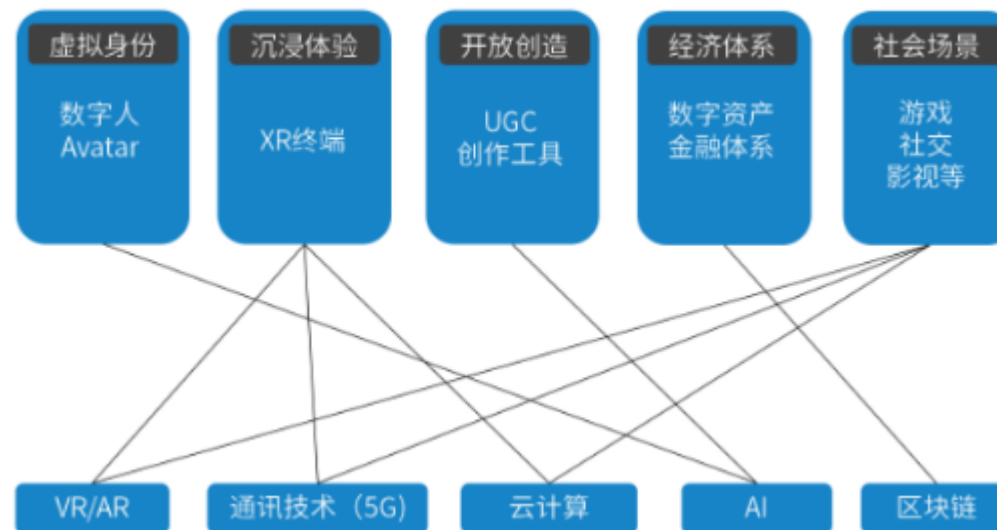 虚拟身份
数字人
Avatar
沉浸体验
XR终端
开放创造
UGC
创作工具
经济体系
数字资产
金融体系
社会场景
游戏
社交
影视等
VR/AR
通讯技术（5G）
云计算
AI
区块链